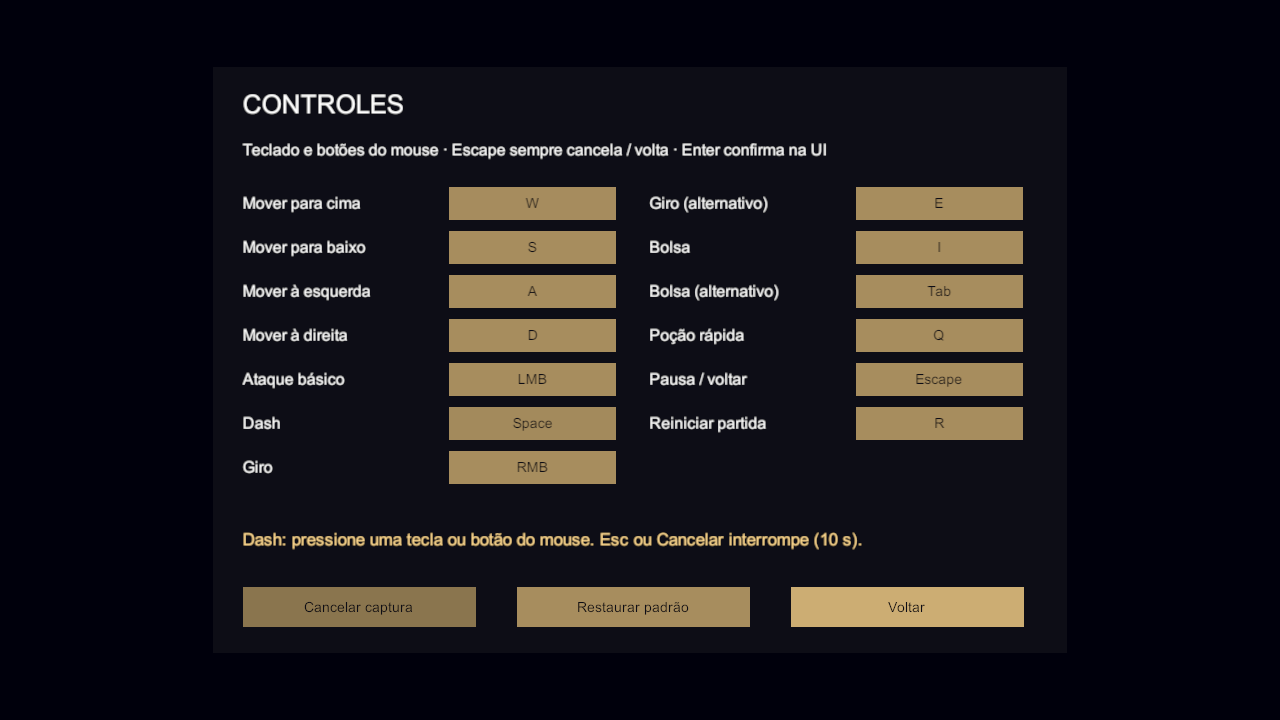 CONTROLES
Teclado e botões do mouse · Escape sempre cancela / volta · Enter confirma na UI
Mover para cima W Giro (alternativo) E
Mover para baixo S Bolsa I
Mover à esquerda A Bolsa (alternativo) Tab
Mover à direita D Poção rápida Q
Ataque básico LMB Pausa / voltar Escape
Dash Space Reiniciar partida R
Giro RMB
Dash: pressione uma tecla ou botão do mouse. Esc ou Cancelar interrompe (10 s).
Cancelar captura Restaurar padrão Voltar